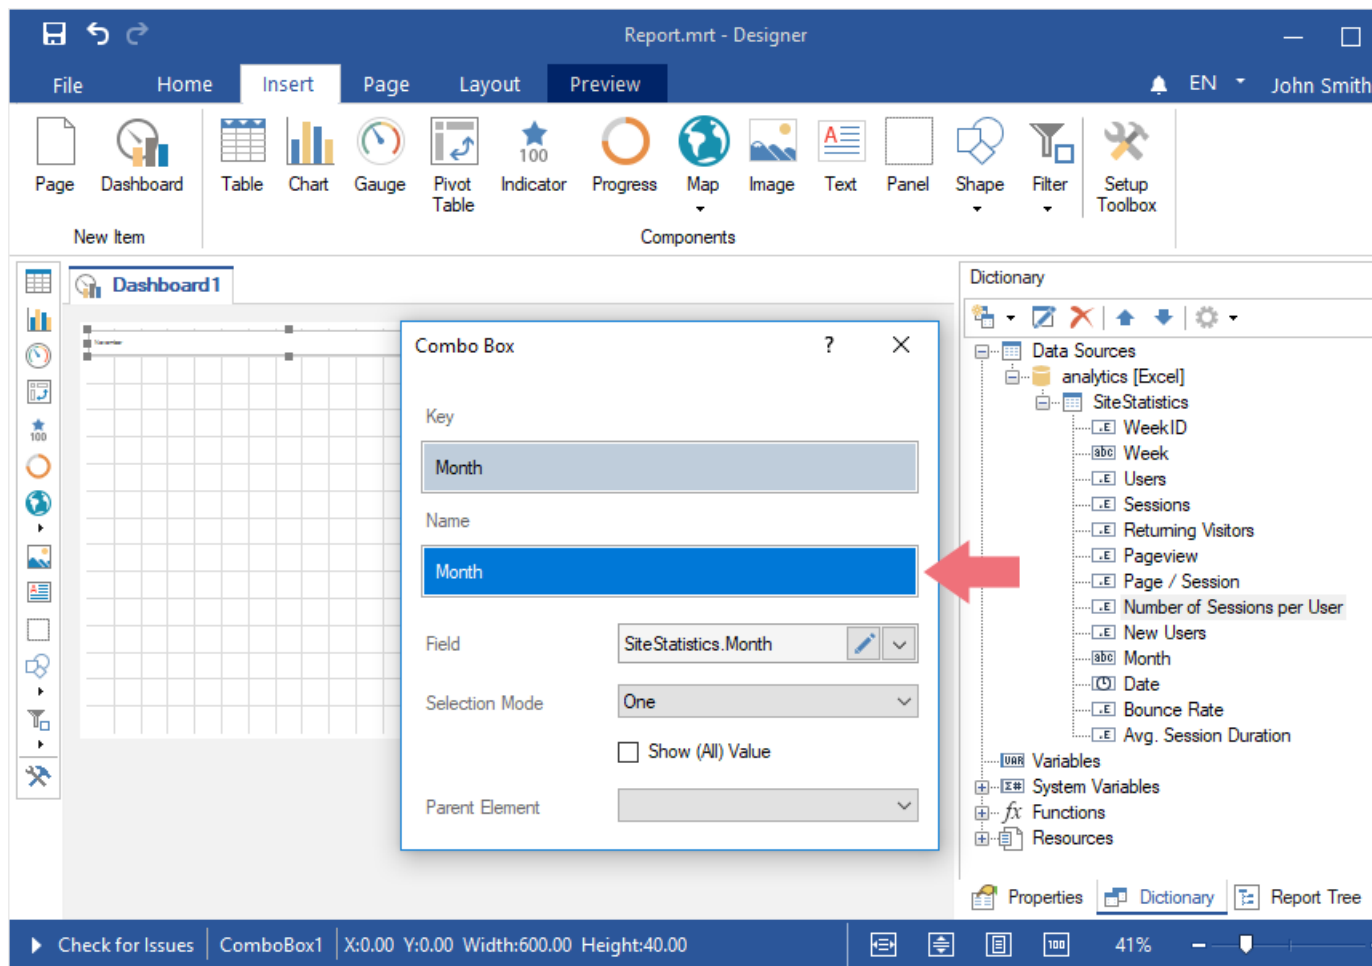 Report.mrt - Designer
File Home Insert Page Layout Preview EN John Smith
Page Dashboard Table Chart Gauge Pivot Table Indicator Progress Map Image Text Panel Shape Filter Setup Toolbox
New Item Components
Dashboard1
November
Combo Box ?
Key
Month
Name
Month
Field SiteStatistics.Month
Selection Mode One
Show (All) Value
Parent Element
Dictionary
Data Sources
analytics [Excel]
SiteStatistics
WeekID
Week
Users
Sessions
Returning Visitors
Pageview
Page / Session
Number of Sessions per User
New Users
Month
Date
Bounce Rate
Avg. Session Duration
Variables
System Variables
Functions
Resources
Properties Dictionary Report Tree
Check for Issues ComboBox1 X:0.00 Y:0.00 Width:600.00 Height:40.00 41%